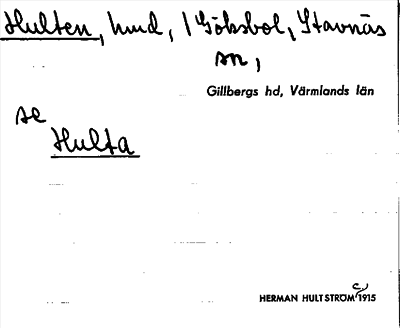 Hulten, hmd, / Göksbol, Stavnäs
sn,
Gillbergs hd, Värmlands län
se
Hulta
HERMAN HULTSTRÖM c. 1915